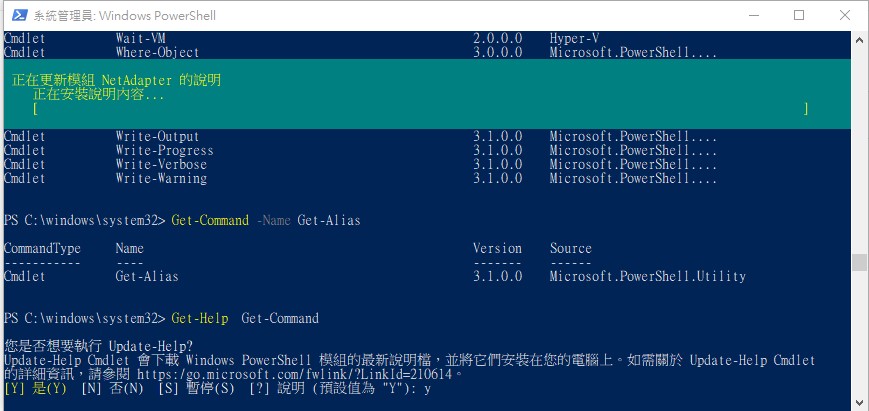 系統管理員: Windows PowerShell
Cmdlet Wait-VM 2.0.0.0 Hyper-V
Cmdlet Where-Object 3.0.0.0 Microsoft.PowerShell....
正在更新模組 NetAdapter 的說明
正在安裝說明內容...
[ ]
Cmdlet Write-Output 3.1.0.0 Microsoft.PowerShell....
Cmdlet Write-Progress 3.1.0.0 Microsoft.PowerShell....
Cmdlet Write-Verbose 3.1.0.0 Microsoft.PowerShell....
Cmdlet Write-Warning 3.1.0.0 Microsoft.PowerShell....
PS C:\windows\system32> Get-Command -Name Get-Alias
CommandType Name Version Source
----------- ---- ------- ------
Cmdlet Get-Alias 3.1.0.0 Microsoft.PowerShell.Utility
PS C:\windows\system32> Get-Help Get-Command
您是否想要執行 Update-Help?
Update-Help Cmdlet 會下載 Windows PowerShell 模組的最新說明檔，並將它們安裝在您的電腦上。如需關於 Update-Help Cmdlet
的詳細資訊，請參閱 https:/go.microsoft.com/fwlink/?LinkId=210614。
[Y] 是(Y) [N] 否(N) [S] 暫停(S) [?] 說明 (預設值為 "Y"): y